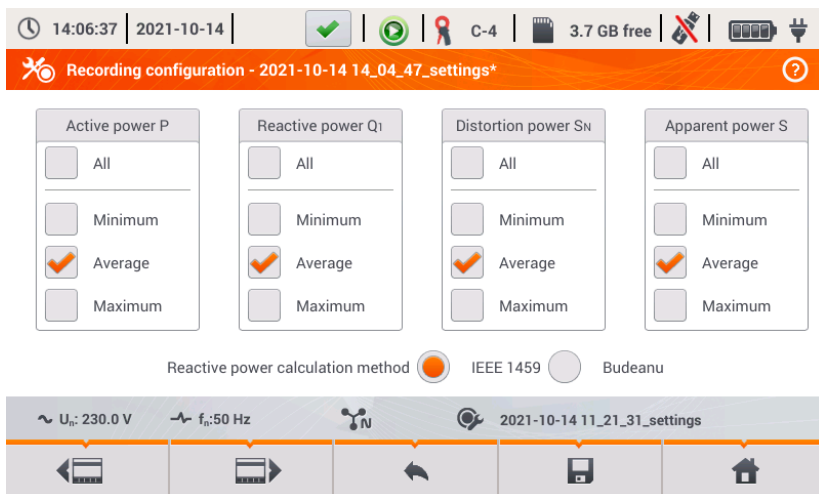 14:06:37 2021-10-14 C-4 3.7 GB free
Recording configuration - 2021-10-14 14_04_47_settings* ?
Active power P Reactive power Q1 Distortion power SN Apparent power S
All All All All
Minimum Minimum Minimum Minimum
Average Average Average Average
Maximum Maximum Maximum Maximum
Reactive power calculation method IEEE 1459 Budeanu
Un: 230.0 V fn:50 Hz N 2021-10-14 11_21_31_settings